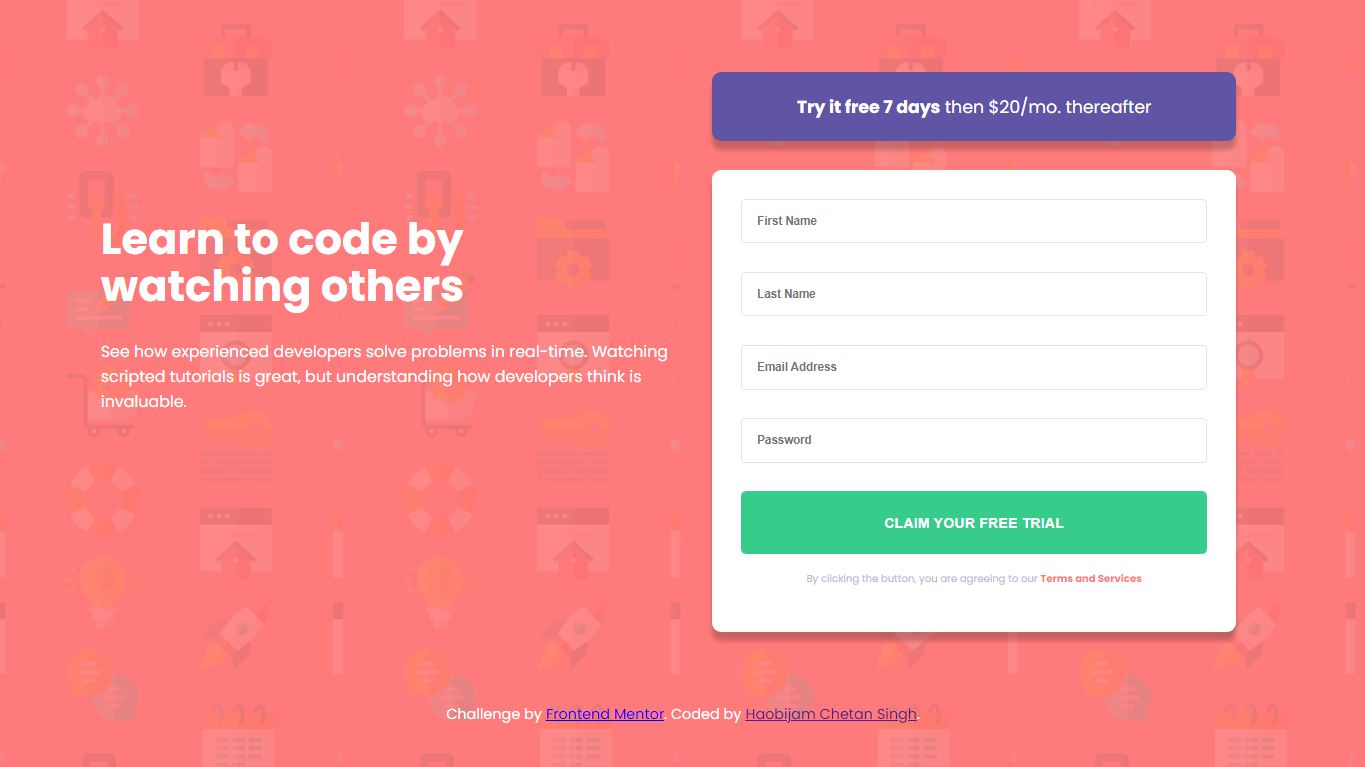 Learn to code by
watching others
See how experienced developers solve problems in real-time. Watching
scripted tutorials is great, but understanding how developers think is
invaluable.
Try it free 7 days then $20/mo. thereafter
First Name
Last Name
Email Address
Password
CLAIM YOUR FREE TRIAL
By clicking the button, you are agreeing to our Terms and Services
Challenge by Frontend Mentor. Coded by Haobijam Chetan Singh.